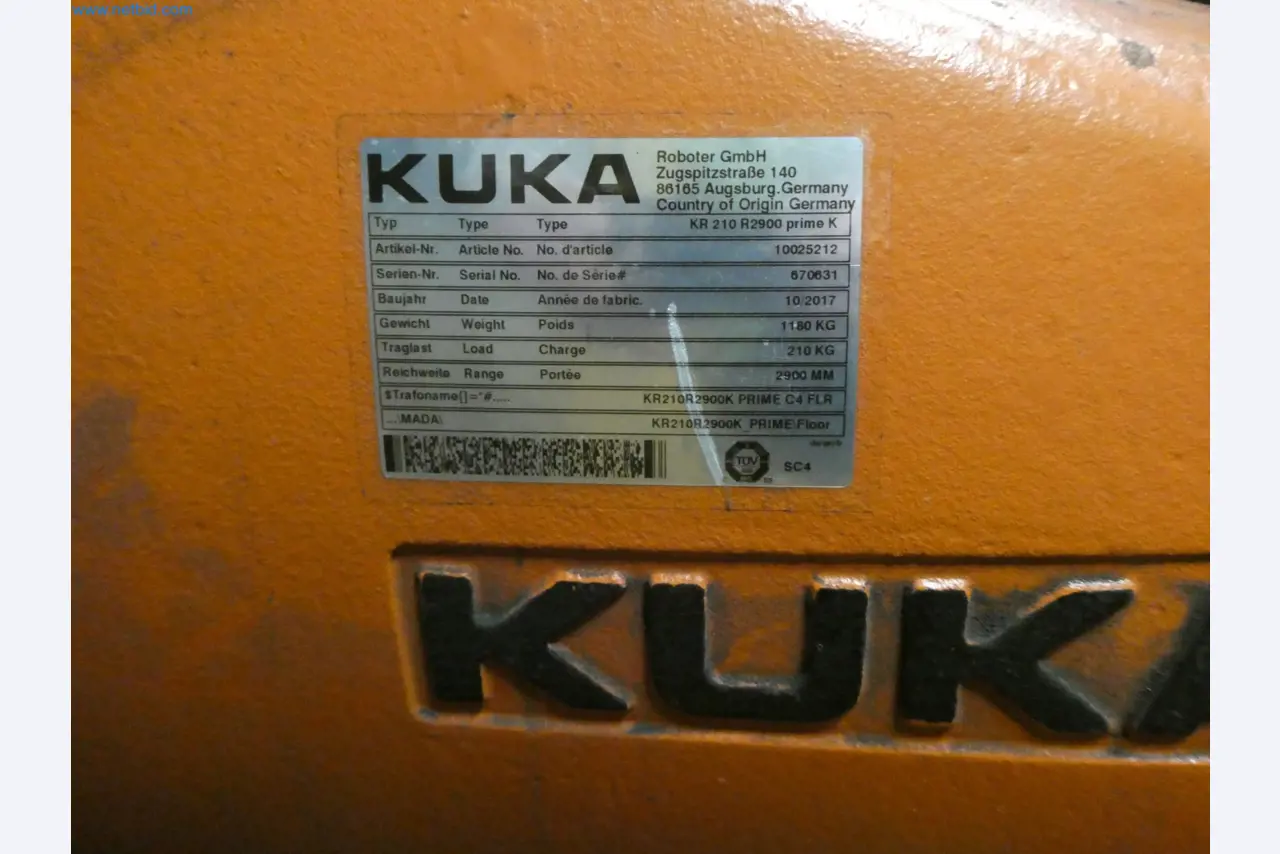 www.netbid.com
KUKA
Roboter GmbH
Zugspitzstraße 140
86165 Augsburg.Germany
Country of Origin Germany
Typ Type Type KR 210 R2900 prime K
Artikel-Nr. Article No. No. d'article 10025212
Serien-Nr. Serial No. No. de Série# 670631
Baujahr Date Année de fabric. 10/2017
Gewicht Weight Poids 1180 KG
Traglast Load Charge 210 KG
Reichweite Range Portée 2900 MM
$Trafoname[]="#..... KR210R2900K PRIME C4 FLR
...\MADA\ KR210R2900K_PRIME\Floor
TÜV
SC4
KUKA